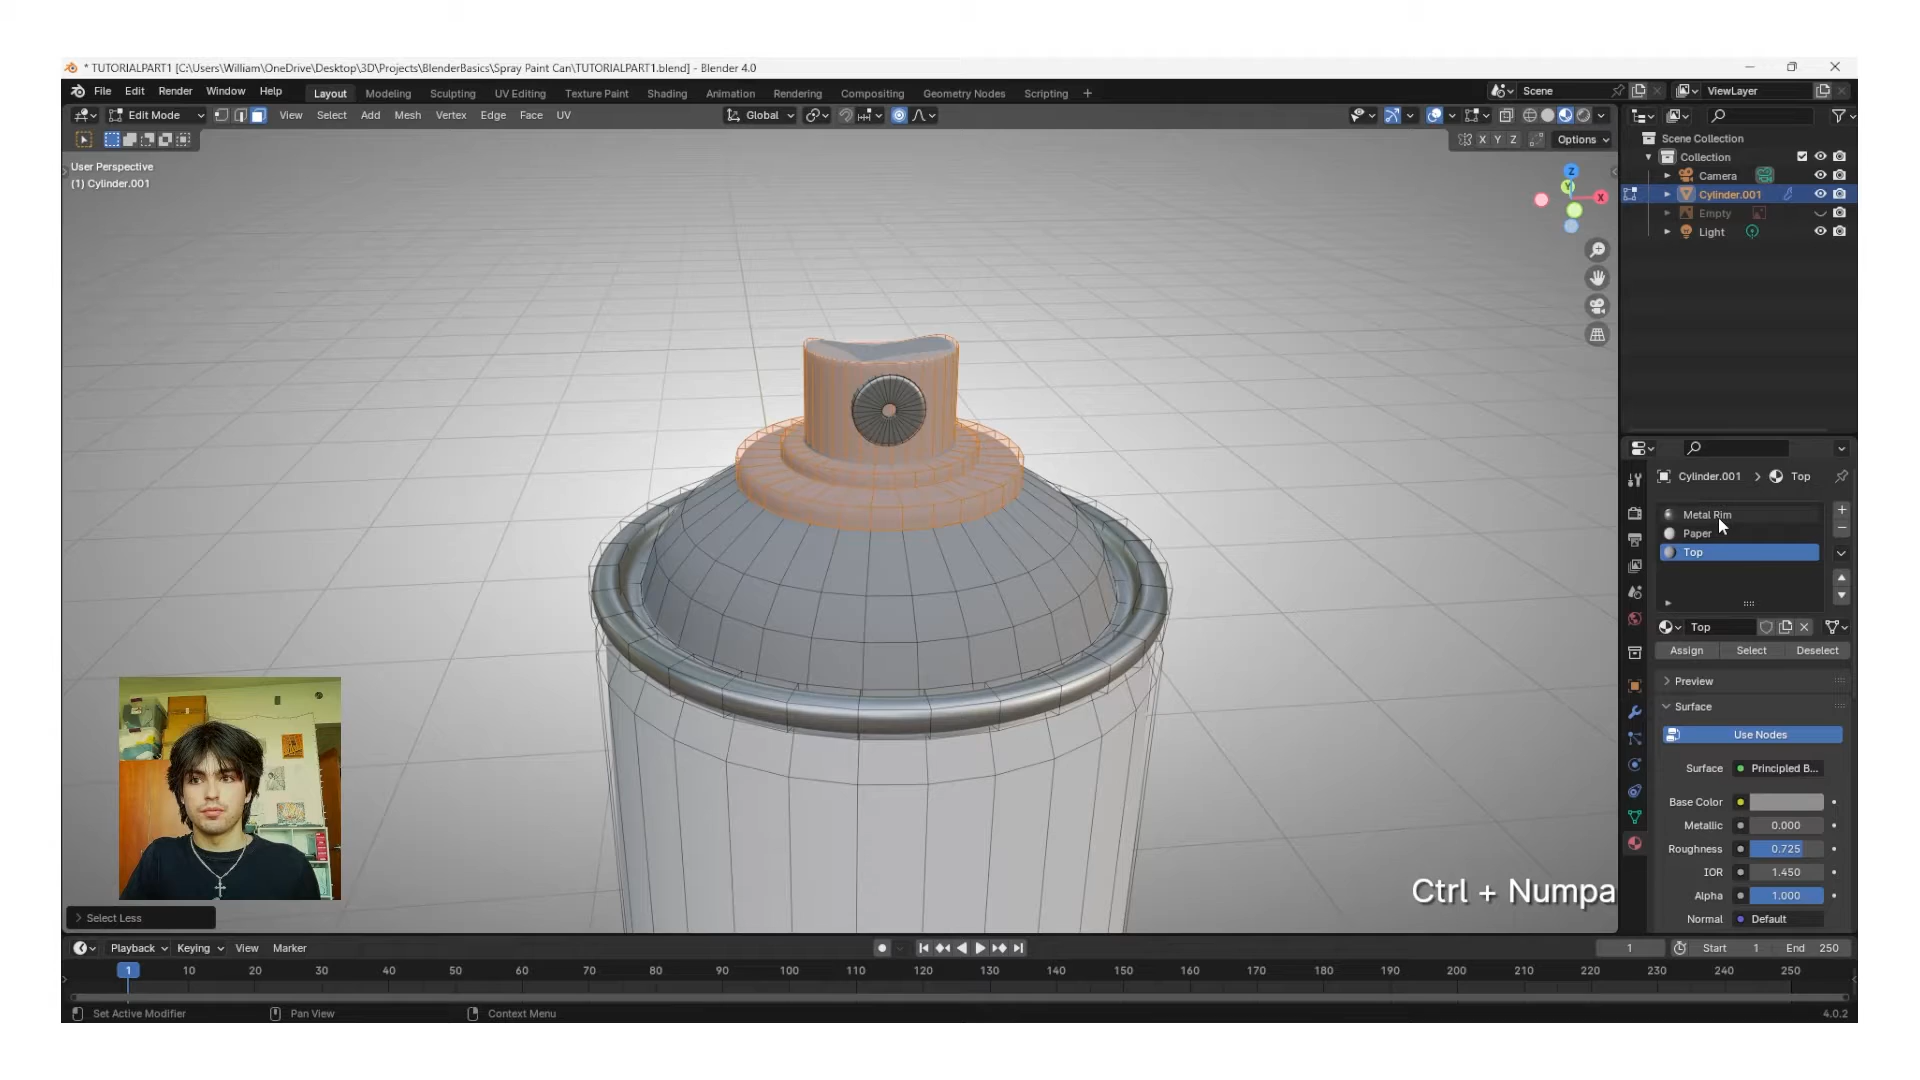 * TUTORIALPART1 [C:\Users\William\OneDrive\Desktop\3D\Projects\BlenderBasics\Spray Paint Can\TUTORIALPART1.blend] - Blender 4.0
File Edit Render Window Help Layout Modeling Sculpting UV Editing Texture Paint Shading Animation Rendering Compositing Geometry Nodes Scripting + Scene ViewLayer
Edit Mode View Select Add Mesh Vertex Edge Face UV Global
X Y Z Options
User Perspective
(1) Cylinder.001
Z
Y
X
Scene Collection
Collection
Camera
Cylinder.001
Empty
Light
Cylinder.001 > Top
Metal Rim
Paper
Top
Top
Assign Select Deselect
Preview
Surface
Use Nodes
Surface Principled B...
Base Color
Metallic 0.000
Roughness 0.725
IOR 1.450
Alpha 1.000
Normal Default
Ctrl + Numpa
Select Less
Playback Keying View Marker 1 Start 1 End 250
1 10 20 30 40 50 60 70 80 90 100 110 120 130 140 150 160 170 180 190 200 210 220 230 240 250
Set Active Modifier Pan View Context Menu 4.0.2